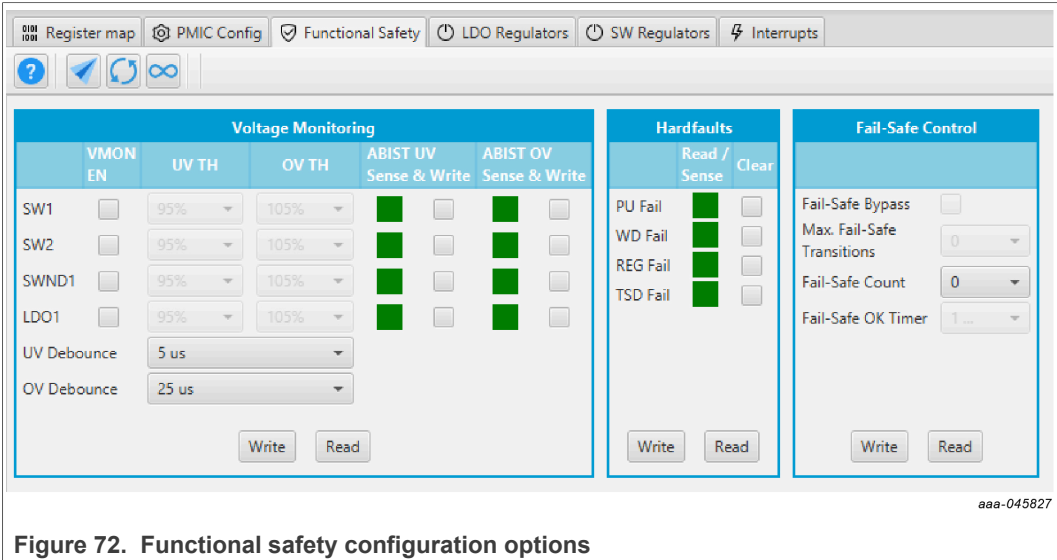 0101 1001 Register map PMIC Config Functional Safety LDO Regulators SW Regulators Interrupts
?
Voltage Monitoring
VMON EN UV TH OV TH ABIST UV Sense & Write ABIST OV Sense & Write
SW1 95% 105%
SW2 95% 105%
SWND1 95% 105%
LDO1 95% 105%
UV Debounce 5 us
OV Debounce 25 us
Write Read
Hardfaults
Read / Sense Clear
PU Fail
WD Fail
REG Fail
TSD Fail
Write Read
Fail-Safe Control
Fail-Safe Bypass
Max. Fail-Safe
Transitions 0
Fail-Safe Count 0
Fail-Safe OK Timer 1 ...
Write Read
aaa-045827
Figure 72. Functional safety configuration options